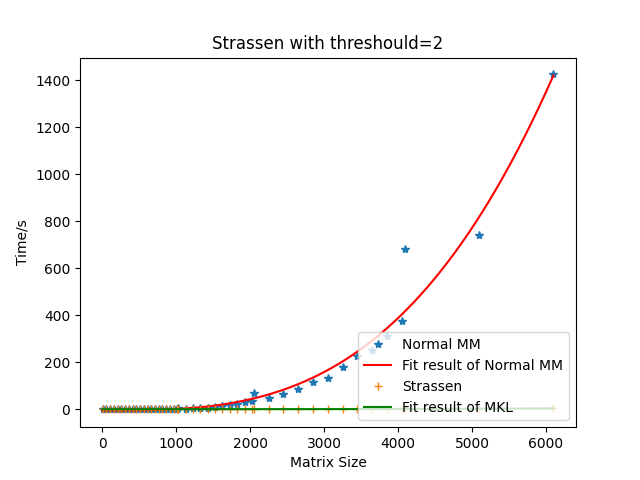 Strassen with threshould=2
Time/s
1400
1200
1000
800
600
400
200
0
Normal MM
Fit result of Normal MM
Strassen
Fit result of MKL
0 1000 2000 3000 4000 5000 6000
Matrix Size